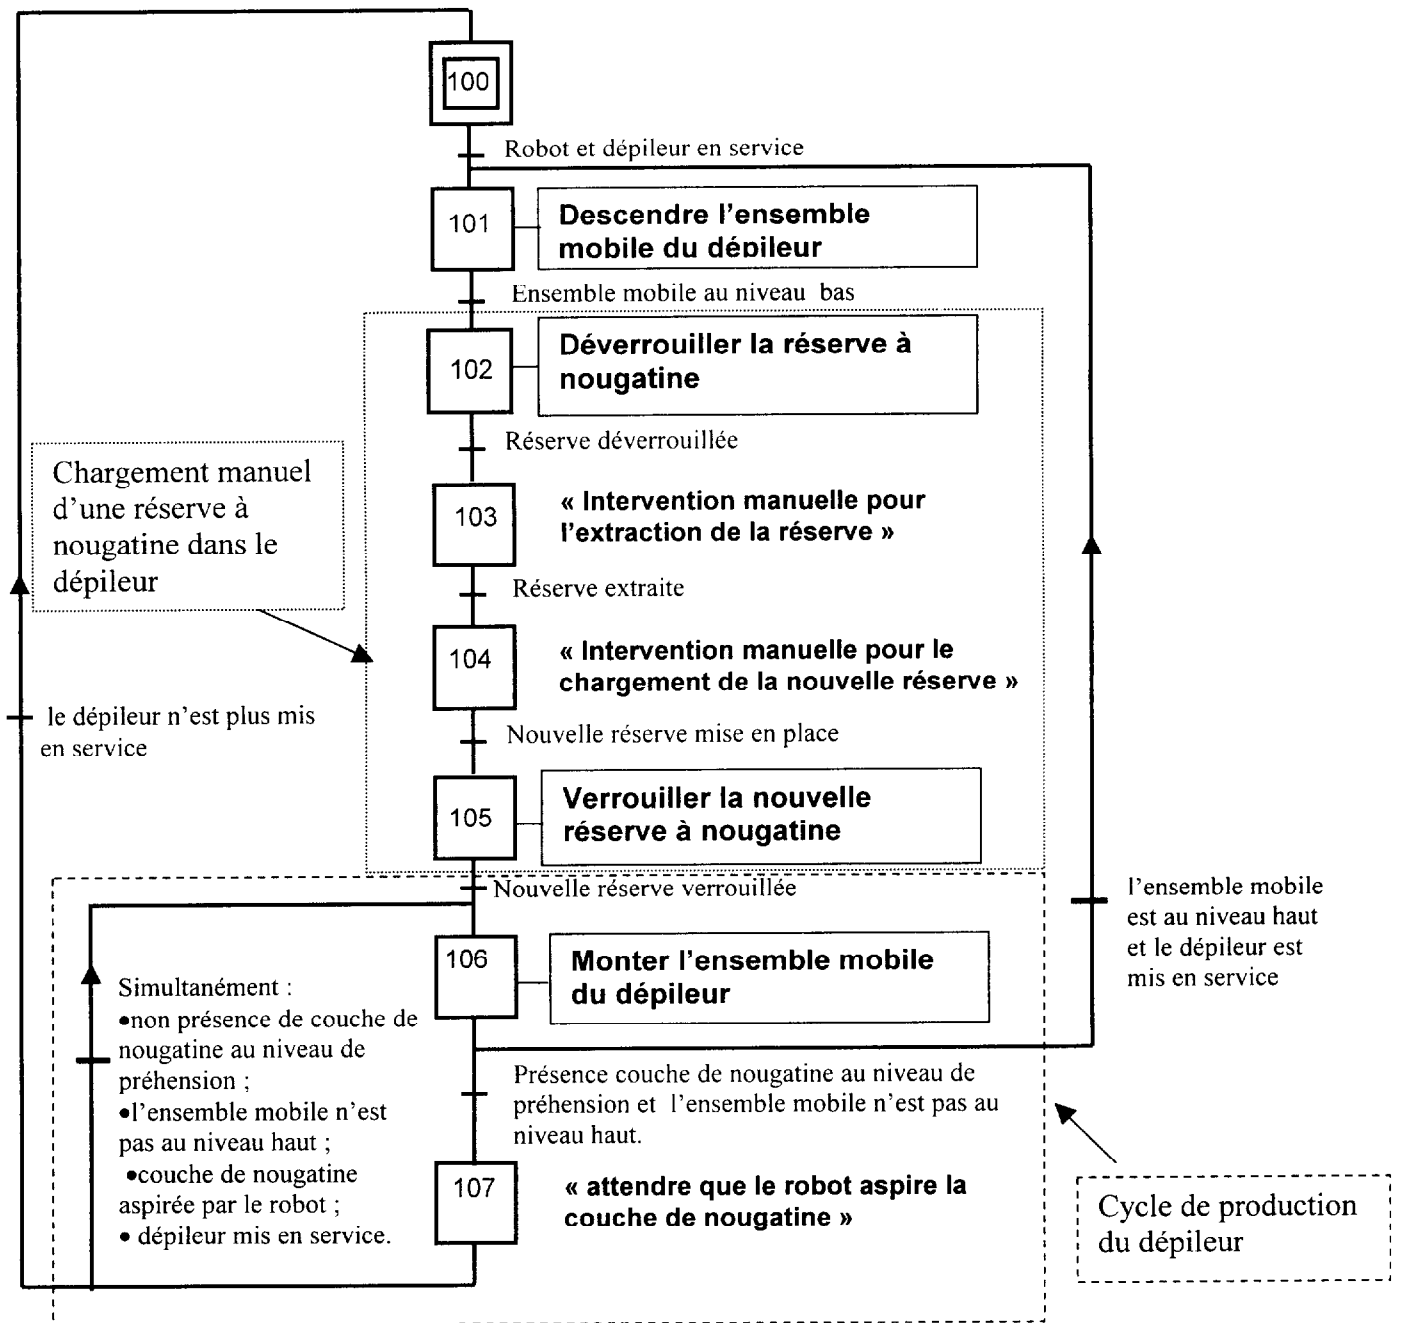 100
Robot et dépileur en service
101
Descendre l'ensemble
mobile du dépileur
Ensemble mobile au niveau bas
102
Déverrouiller la réserve à
nougatine
Réserve déverrouillée
Chargement manuel
d'une réserve à
nougatine dans le
dépileur
103
« Intervention manuelle pour
l'extraction de la réserve »
Réserve extraite
104
« Intervention manuelle pour le
chargement de la nouvelle réserve »
le dépileur n'est plus mis
en service
Nouvelle réserve mise en place
105
Verrouiller la nouvelle
réserve à nougatine
Nouvelle réserve verrouillée
l'ensemble mobile
est au niveau haut
et le dépileur est
mis en service
106
Monter l'ensemble mobile
du dépileur
Simultanément :
•non présence de couche de
nougatine au niveau de
préhension ;
•l'ensemble mobile n'est
pas au niveau haut ;
•couche de nougatine
aspirée par le robot ;
• dépileur mis en service.
Présence couche de nougatine au niveau de
préhension et l'ensemble mobile n'est pas au
niveau haut.
107
« attendre que le robot aspire la
couche de nougatine »
Cycle de production
du dépileur